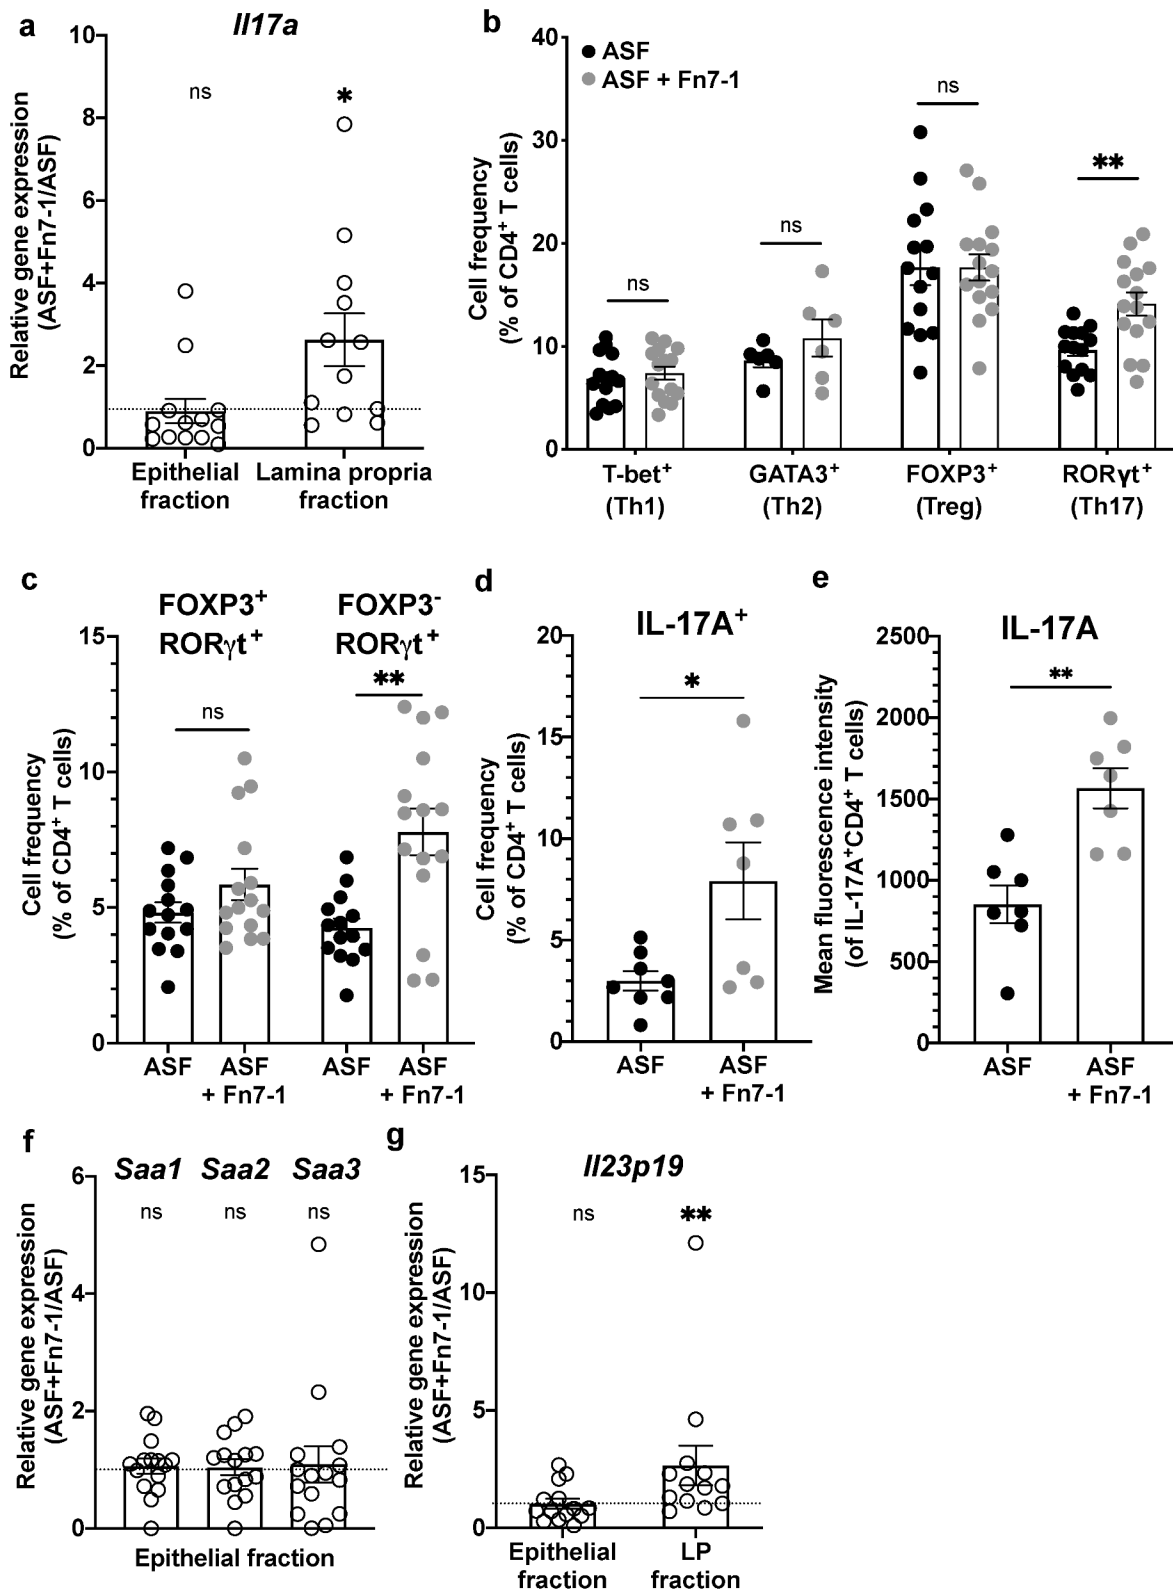 a
Il17a
Relative gene expression
(ASF+Fn7-1/ASF)
10
8
6
4
2
0
ns
*
Epithelial
fraction
Lamina propria
fraction
b
ASF
ASF + Fn7-1
Cell frequency
(% of CD4⁺ T cells)
40
30
20
10
0
ns
ns
ns
**
T-bet⁺
(Th1)
GATA3⁺
(Th2)
FOXP3⁺
(Treg)
RORγt⁺
(Th17)
c
FOXP3⁺
RORγt⁺
FOXP3⁻
RORγt⁺
Cell frequency
(% of CD4⁺ T cells)
15
10
5
0
ns
**
ASF
ASF
+ Fn7-1
ASF
ASF
+ Fn7-1
d
IL-17A⁺
Cell frequency
(% of CD4⁺ T cells)
20
15
10
5
0
*
ASF
ASF
+ Fn7-1
e
IL-17A
Mean fluorescence intensity
(of IL-17A⁺CD4⁺ T cells)
2500
2000
1500
1000
500
0
**
ASF
ASF
+ Fn7-1
f
Saa1 Saa2 Saa3
Relative gene expression
(ASF+Fn7-1/ASF)
6
4
2
0
ns ns ns
Epithelial fraction
g
Il23p19
Relative gene expression
(ASF+Fn7-1/ASF)
15
10
5
0
ns
**
Epithelial
fraction
LP
fraction